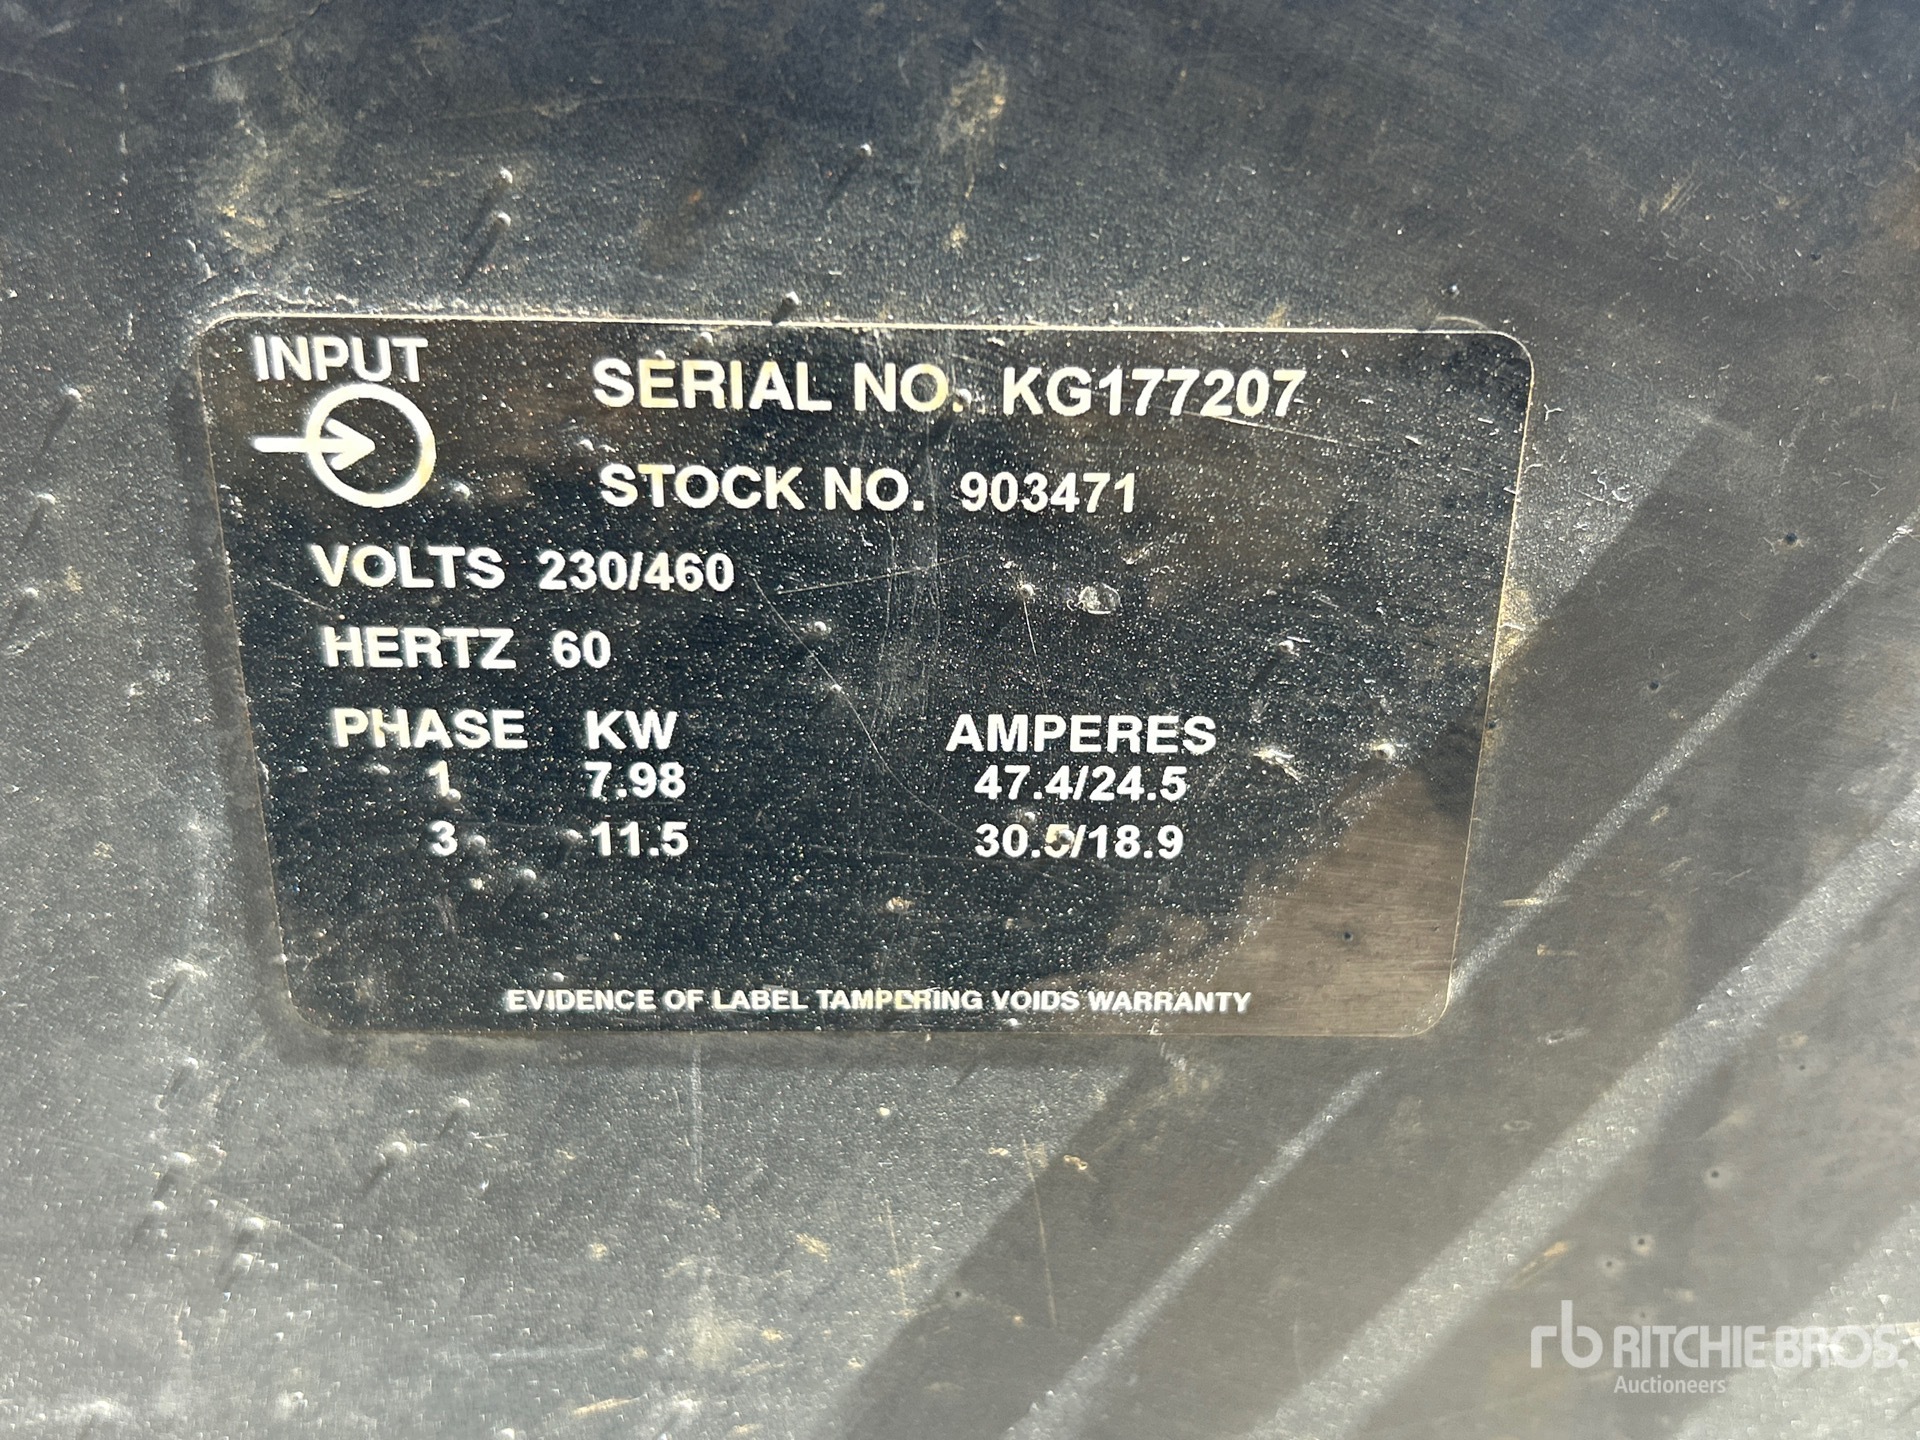 INPUT
SERIAL NO. KG177207
STOCK NO. 903471
VOLTS 230/460
HERTZ 60
PHASE KW AMPERES
1 7.98 47.4/24.5
3 11.5 30.5/18.9
EVIDENCE OF LABEL TAMPERING VOIDS WARRANTY
rb RITCHIE BROS.
Auctioneers